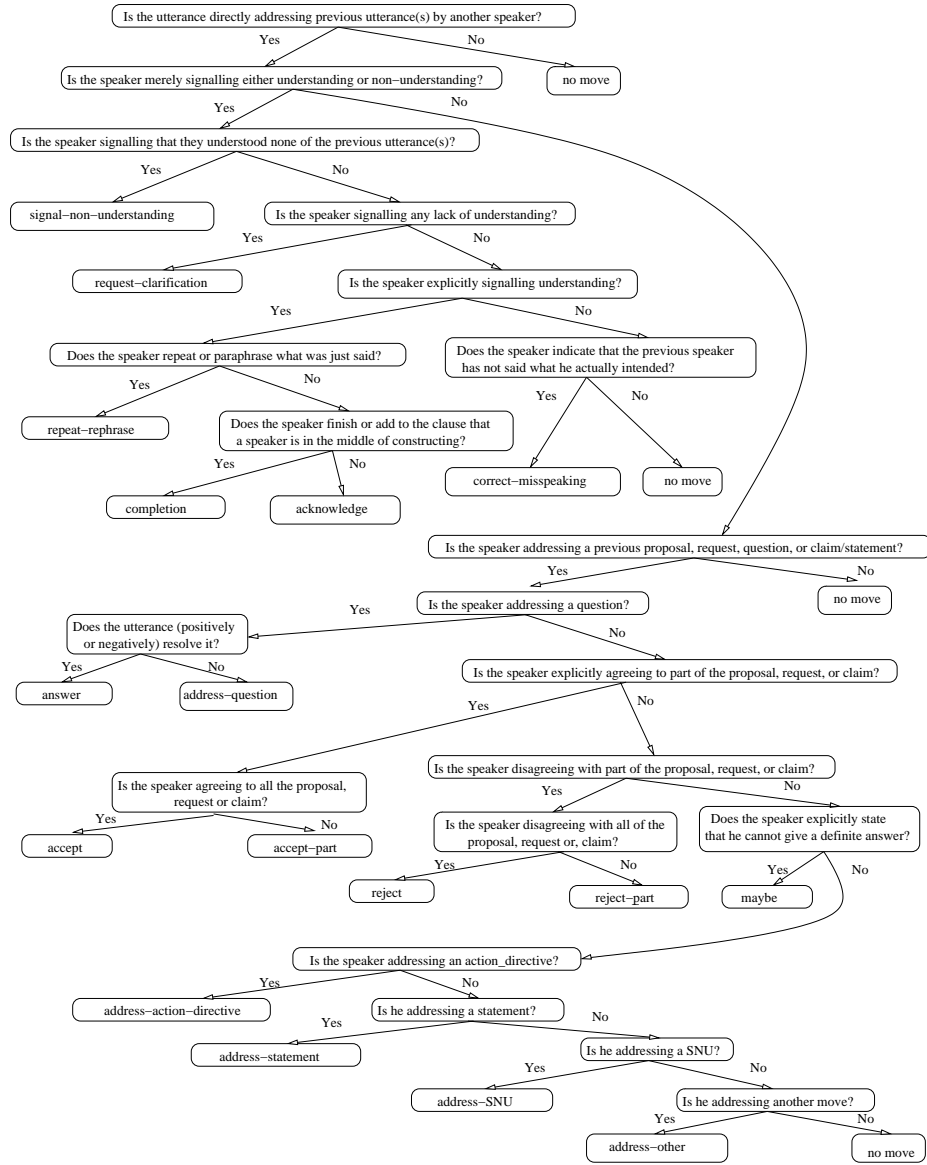 Is the utterance directly addressing previous utterance(s) by another speaker?
Yes
No
Is the speaker merely signalling either understanding or non−understanding?
no move
Yes
No
Is the speaker signalling that they understood none of the previous utterance(s)?
Yes
No
signal−non−understanding
Is the speaker signalling any lack of understanding?
Yes
No
request−clarification
Is the speaker explicitly signalling understanding?
Yes
No
Does the speaker repeat or paraphrase what was just said?
Does the speaker indicate that the previous speaker
has not said what he actually intended?
Yes
No
Yes
No
repeat−rephrase
Does the speaker finish or add to the clause that
a speaker is in the middle of constructing?
Yes
No
correct−misspeaking
no move
completion
acknowledge
Is the speaker addressing a previous proposal, request, question, or claim/statement?
Yes
No
Is the speaker addressing a question?
no move
Yes
No
Does the utterance (positively
or negatively) resolve it?
Yes
No
answer
address−question
Is the speaker explicitly agreeing to part of the proposal, request, or claim?
Yes
No
Is the speaker agreeing to all the proposal,
request or claim?
Is the speaker disagreeing with part of the proposal, request, or claim?
Yes
No
Yes
No
accept
accept−part
Is the speaker disagreeing with all of the
proposal, request or, claim?
Does the speaker explicitly state
that he cannot give a definite answer?
Yes
No
Yes
No
reject
reject−part
maybe
Is the speaker addressing an action_directive?
Yes
No
address−action−directive
Is he addressing a statement?
Yes
No
address−statement
Is he addressing a SNU?
Yes
No
address−SNU
Is he addressing another move?
Yes
No
address−other
no move